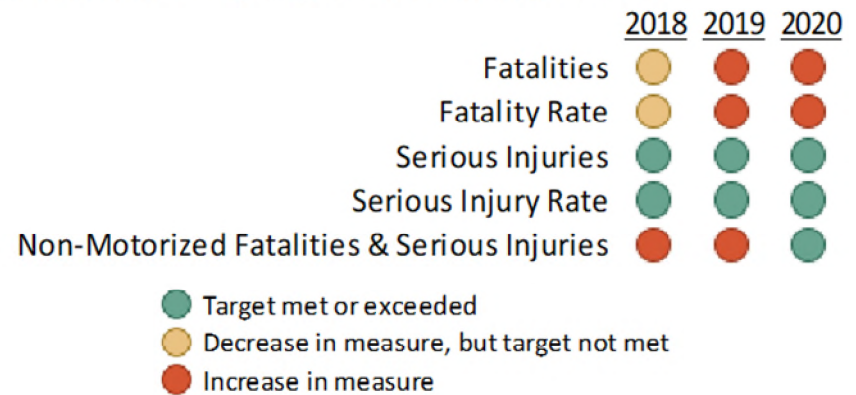 2018 2019 2020
Fatalities
Fatality Rate
Serious Injuries
Serious Injury Rate
Non-Motorized Fatalities & Serious Injuries
Target met or exceeded
Decrease in measure, but target not met
Increase in measure